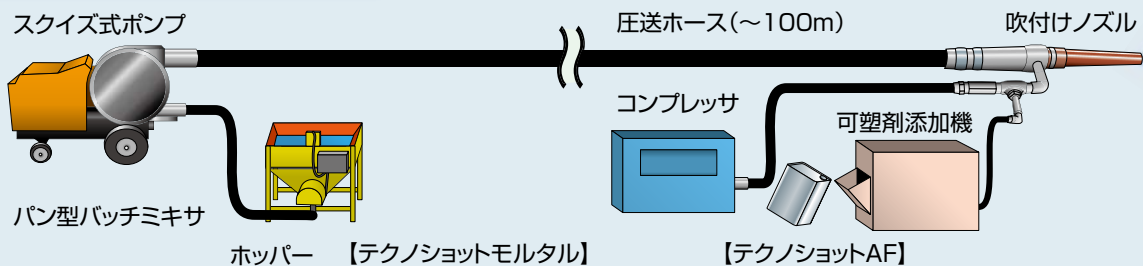 スクイズ式ポンプ
圧送ホース(～100m)
吹付けノズル
コンプレッサ
可塑剤添加機
パン型バッチミキサ
ホッパー
【テクノショットモルタル】
【テクノショットAF】